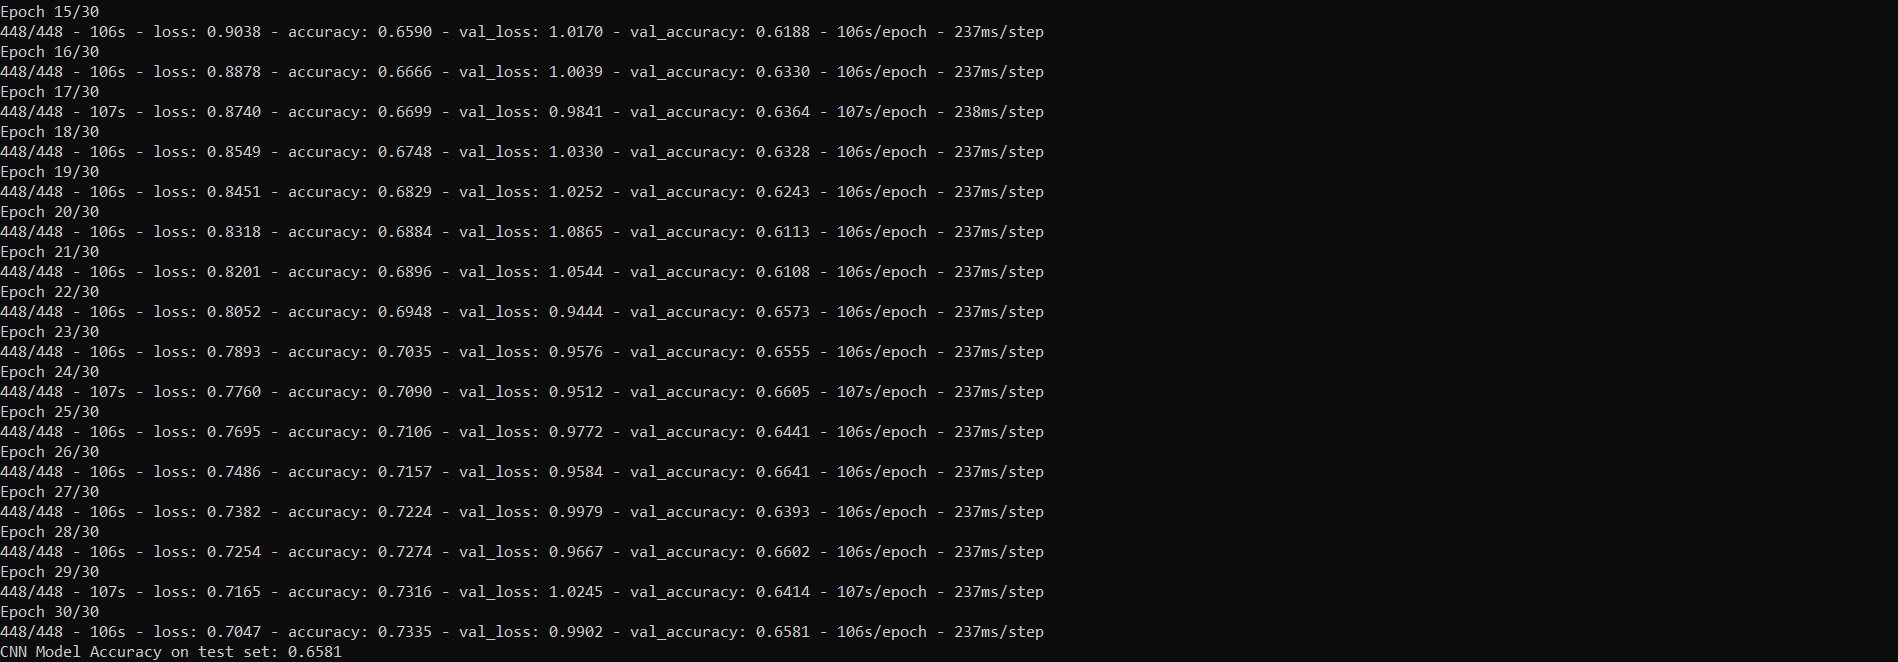 Epoch 15/30
448/448 - 106s - loss: 0.9038 - accuracy: 0.6590 - val_loss: 1.0170 - val_accuracy: 0.6188 - 106s/epoch - 237ms/step
Epoch 16/30
448/448 - 106s - loss: 0.8878 - accuracy: 0.6666 - val_loss: 1.0039 - val_accuracy: 0.6330 - 106s/epoch - 237ms/step
Epoch 17/30
448/448 - 107s - loss: 0.8740 - accuracy: 0.6699 - val_loss: 0.9841 - val_accuracy: 0.6364 - 107s/epoch - 238ms/step
Epoch 18/30
448/448 - 106s - loss: 0.8549 - accuracy: 0.6748 - val_loss: 1.0330 - val_accuracy: 0.6328 - 106s/epoch - 237ms/step
Epoch 19/30
448/448 - 106s - loss: 0.8451 - accuracy: 0.6829 - val_loss: 1.0252 - val_accuracy: 0.6243 - 106s/epoch - 237ms/step
Epoch 20/30
448/448 - 106s - loss: 0.8318 - accuracy: 0.6884 - val_loss: 1.0865 - val_accuracy: 0.6113 - 106s/epoch - 237ms/step
Epoch 21/30
448/448 - 106s - loss: 0.8201 - accuracy: 0.6896 - val_loss: 1.0544 - val_accuracy: 0.6108 - 106s/epoch - 237ms/step
Epoch 22/30
448/448 - 106s - loss: 0.8052 - accuracy: 0.6948 - val_loss: 0.9444 - val_accuracy: 0.6573 - 106s/epoch - 237ms/step
Epoch 23/30
448/448 - 106s - loss: 0.7893 - accuracy: 0.7035 - val_loss: 0.9576 - val_accuracy: 0.6555 - 106s/epoch - 237ms/step
Epoch 24/30
448/448 - 107s - loss: 0.7760 - accuracy: 0.7090 - val_loss: 0.9512 - val_accuracy: 0.6605 - 107s/epoch - 237ms/step
Epoch 25/30
448/448 - 106s - loss: 0.7695 - accuracy: 0.7106 - val_loss: 0.9772 - val_accuracy: 0.6441 - 106s/epoch - 237ms/step
Epoch 26/30
448/448 - 106s - loss: 0.7486 - accuracy: 0.7157 - val_loss: 0.9584 - val_accuracy: 0.6641 - 106s/epoch - 237ms/step
Epoch 27/30
448/448 - 106s - loss: 0.7382 - accuracy: 0.7224 - val_loss: 0.9979 - val_accuracy: 0.6393 - 106s/epoch - 237ms/step
Epoch 28/30
448/448 - 106s - loss: 0.7254 - accuracy: 0.7274 - val_loss: 0.9667 - val_accuracy: 0.6602 - 106s/epoch - 237ms/step
Epoch 29/30
448/448 - 107s - loss: 0.7165 - accuracy: 0.7316 - val_loss: 1.0245 - val_accuracy: 0.6414 - 107s/epoch - 237ms/step
Epoch 30/30
448/448 - 106s - loss: 0.7047 - accuracy: 0.7335 - val_loss: 0.9902 - val_accuracy: 0.6581 - 106s/epoch - 237ms/step
CNN Model Accuracy on test set: 0.6581